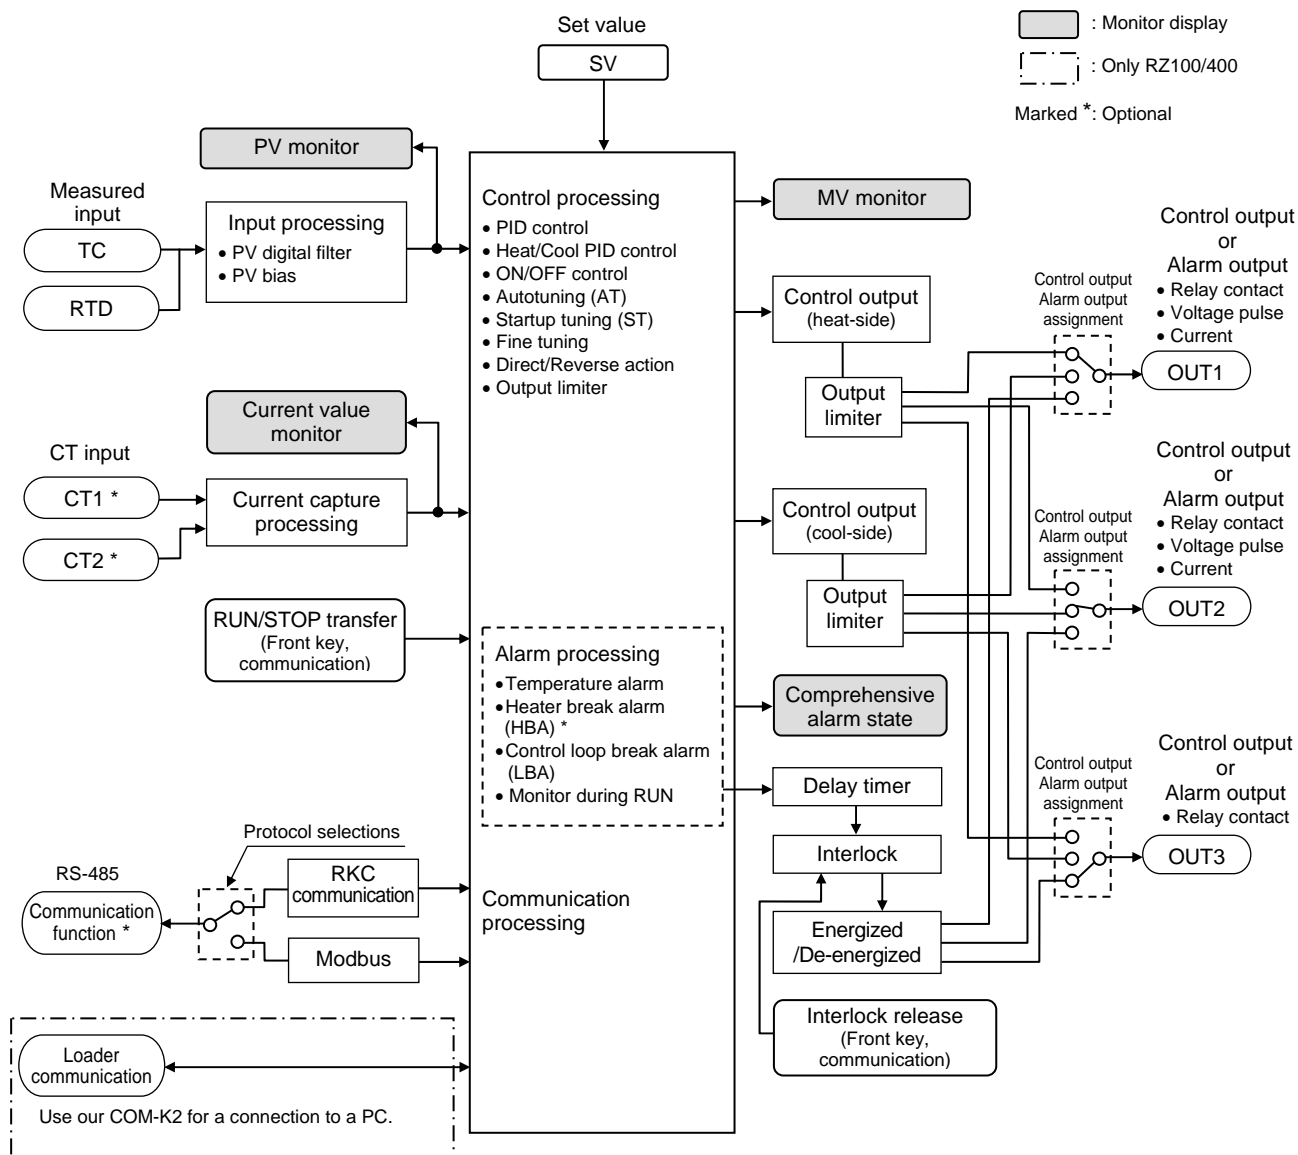 Set value
SV
: Monitor display
: Only RZ100/400
Marked *: Optional
PV monitor
Measured
input
TC
RTD
Input processing
• PV digital filter
• PV bias
Control processing
• PID control
• Heat/Cool PID control
• ON/OFF control
• Autotuning (AT)
• Startup tuning (ST)
• Fine tuning
• Direct/Reverse action
• Output limiter
MV monitor
Control output
(heat-side)
Output
limiter
Control output
Alarm output
assignment
Control output
or
Alarm output
• Relay contact
• Voltage pulse
• Current
OUT1
Current value
monitor
CT input
CT1 *
CT2 *
Current capture
processing
Control output
(cool-side)
Output
limiter
Control output
Alarm output
assignment
Control output
or
Alarm output
• Relay contact
• Voltage pulse
• Current
OUT2
RUN/STOP transfer
(Front key,
communication)
Alarm processing
• Temperature alarm
• Heater break alarm
(HBA) *
• Control loop break alarm
(LBA)
• Monitor during RUN
Comprehensive
alarm state
Delay timer
Interlock
Energized
/De-energized
Interlock release
(Front key,
communication)
Control output
Alarm output
assignment
Control output
or
Alarm output
• Relay contact
OUT3
Protocol selections
RS-485
Communication
function *
RKC
communication
Modbus
Communication
processing
Loader
communication
Use our COM-K2 for a connection to a PC.